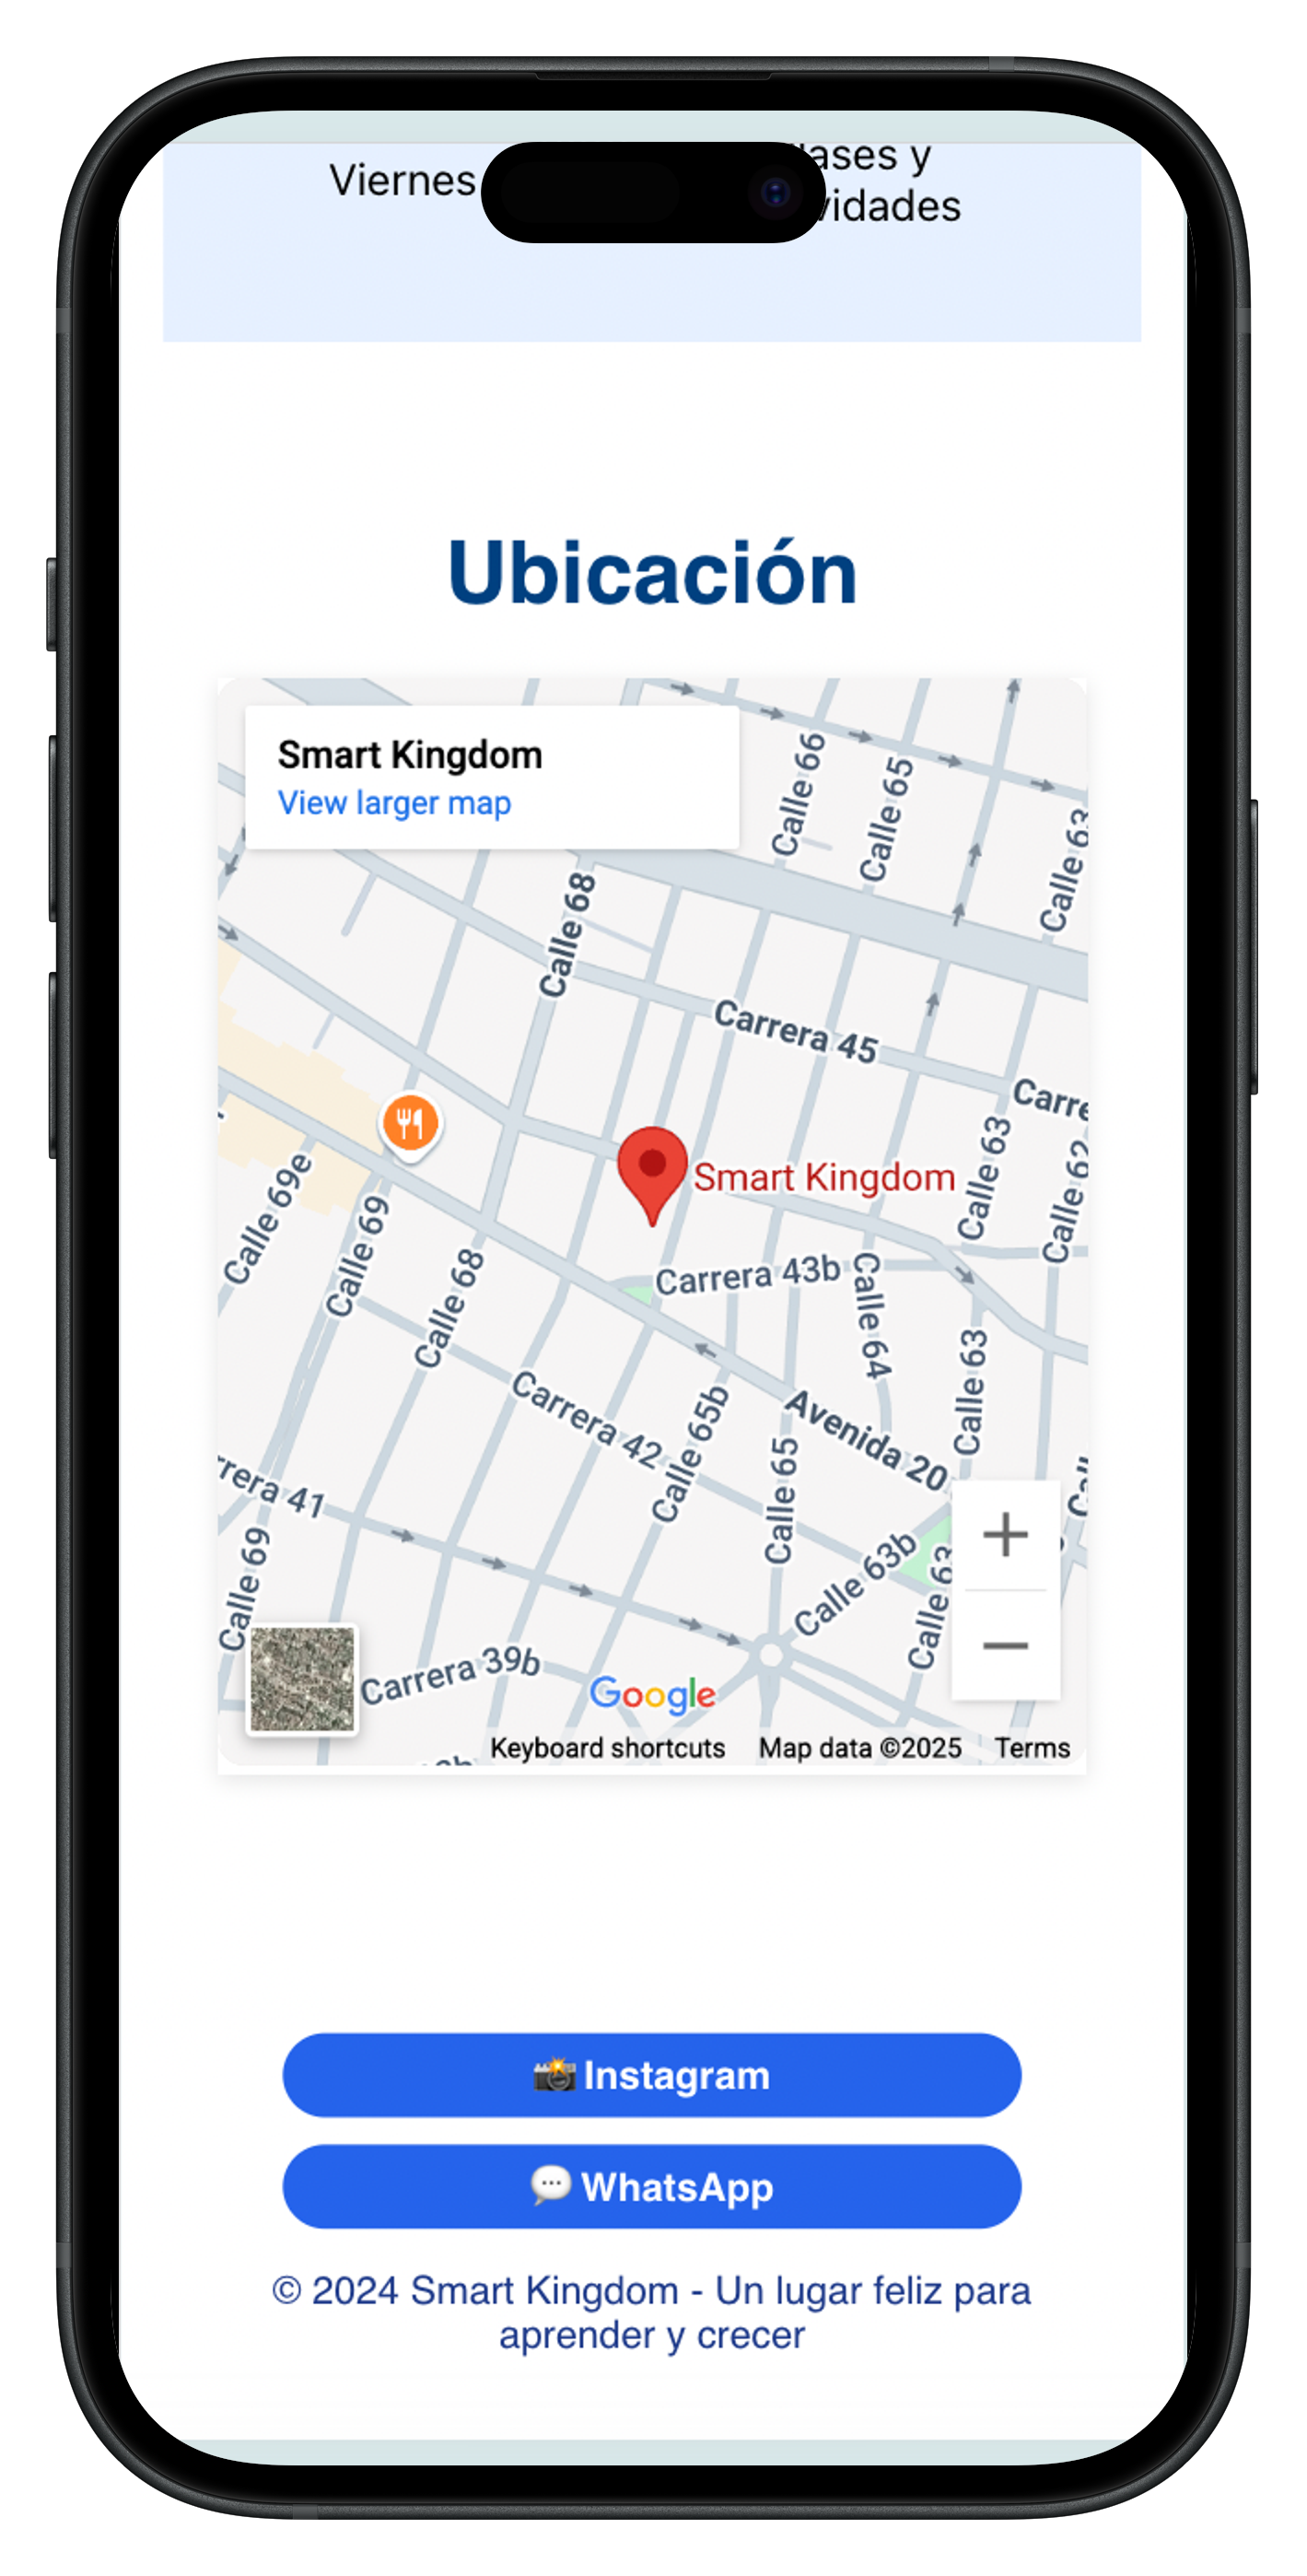 Viernes
ases y
vidades
Ubicación
Smart Kingdom
View larger map
Calle 66
Calle 65
Calle 63
Calle 68
Carrera 45
Carre
Calle 63
Calle 62
Smart Kingdom
Calle 69e
Calle 69
Calle 68
Carrera 43b
Calle 64
Calle 63
Carrera 42
Calle 65b
Avenida 20
Calle 65
rrera 41
Calle 69
Calle 63b
Calle 63
Carrera 39b
Google
Keyboard shortcuts Map data ©2025 Terms
📸 Instagram
💬 WhatsApp
© 2024 Smart Kingdom - Un lugar feliz para
aprender y crecer